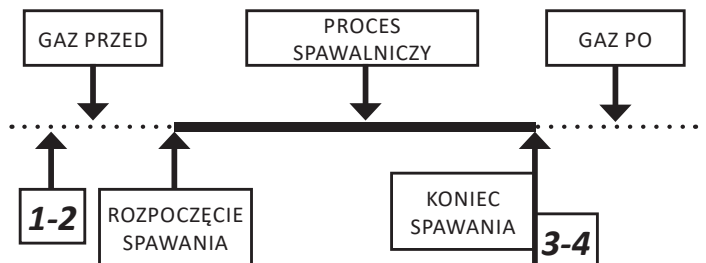 GAZ PRZED
PROCES
SPAWALNICZY
GAZ PO
1-2
ROZPOCZĘCIE
SPAWANIA
KONIEC
SPAWANIA
3-4